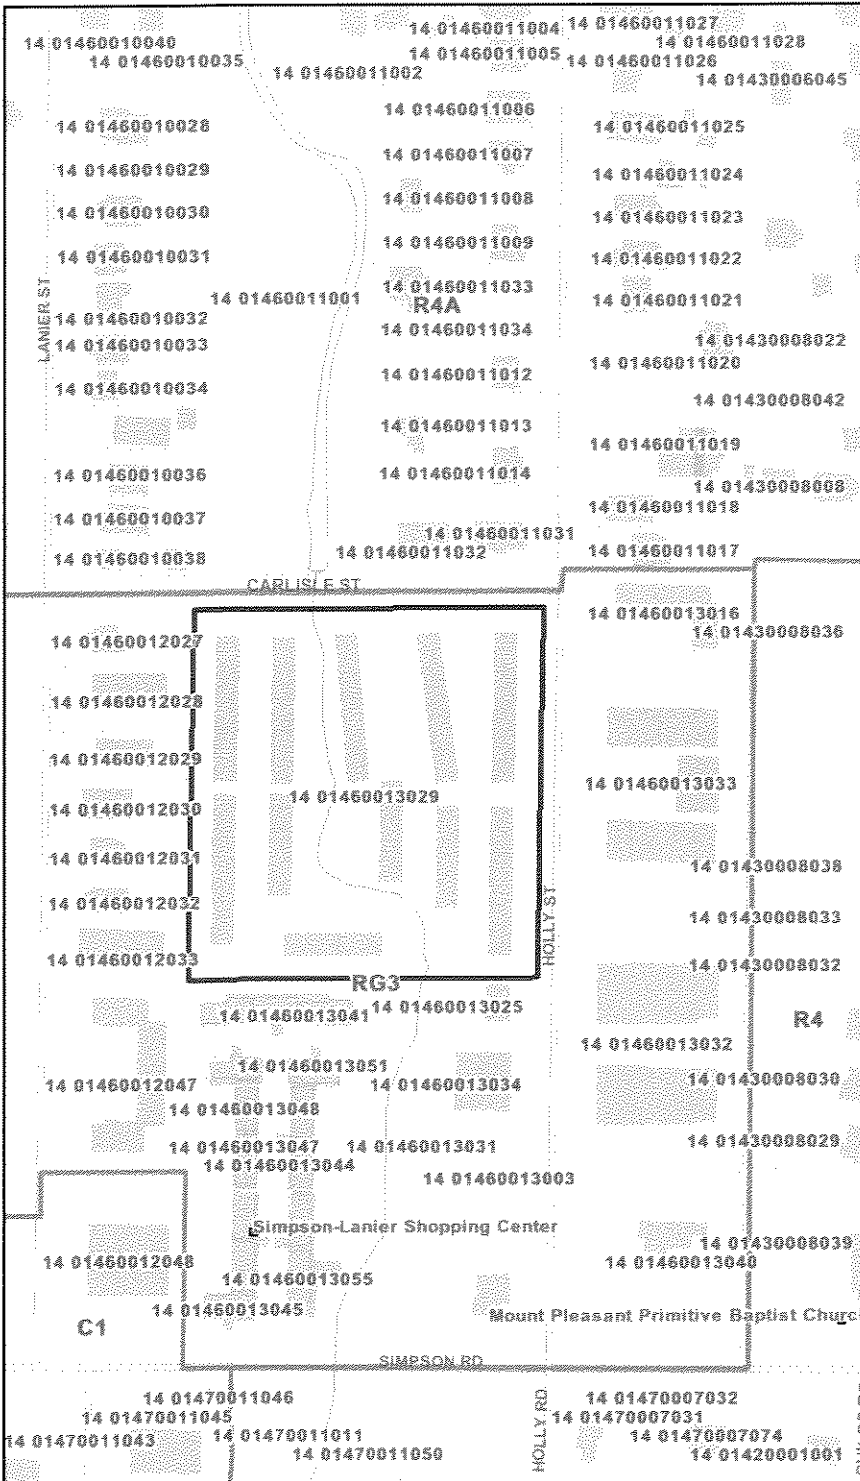 14 01460011004 14 01460011027
14 01460010040 14 01460011028
14 01460010035 14 01460011005 14 01460011026
14 01460011002 14 01430006045
14 01460011006
14 01460010028 14 01460011025
14 01460011007
14 01460010029 14 01460011024
14 01460011008
14 01460010030 14 01460011023
14 01460011009
14 01460010031 14 01460011022
LANIER ST
14 01460011001 14 01460011033 14 01460011021
R4A
14 01460010032 14 01460011034
14 01460010033 14 01430008022
14 01460011020
14 01460010034 14 01460011012
14 01430008042
14 01460011013
14 01460011019
14 01460010036 14 01460011014
14 01430008008
14 01460011018
14 01460010037
14 01460011031
14 01460010038 14 01460011032 14 01460011017
CARLISLE ST
14 01460013016
14 01460012027 14 01430008036
14 01460012028
14 01460012029
14 01460013029 14 01460013033
14 01460012030
14 01460012031 14 01430008038
14 01460012032
14 01430008033
HOLLY ST
14 01460012033 14 01430008032
RG3
14 01460013041 14 01460013025
R4
14 01460013032
14 01460013051
14 01460012047 14 01460013034 14 01430008030
14 01460013048
14 01460013047 14 01460013031 14 01430008029
14 01460013044
14 01460013003
Simpson-Lanier Shopping Center
14 01430008039
14 01460012048 14 01460013040
14 01460013055
14 01460013045
Mount Pleasant Primitive Baptist Churc
C1
SIMPSON RD
14 01470011046 14 01470007032
14 01470011045 14 01470007031
HOLLY RD
14 01470011043 14 01470011011 14 01470007074
14 01470011050 14 01420001001